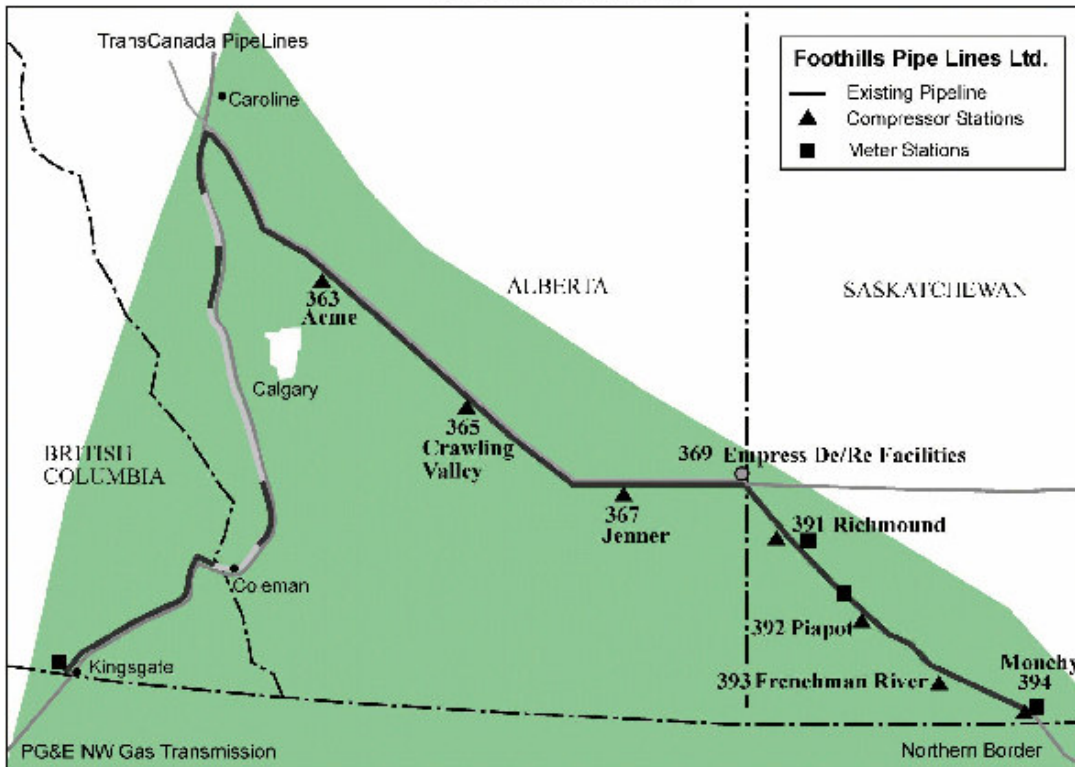 TransCanada PipeLines
Caroline
Foothills Pipe Lines Ltd.
Existing Pipeline
Compressor Stations
Meter Stations
ALBERTA
SASKATCHEWAN
363
Acme
Calgary
365
Crawling
Valley
BRITISH
COLUMBIA
369 Empress De/Re Facilities
367
Jenner
391 Richmound
Coleman
392 Piapot
Kingsgate
393 Frenchman River
Monchy
394
PG&E NW Gas Transmission
Northern Border